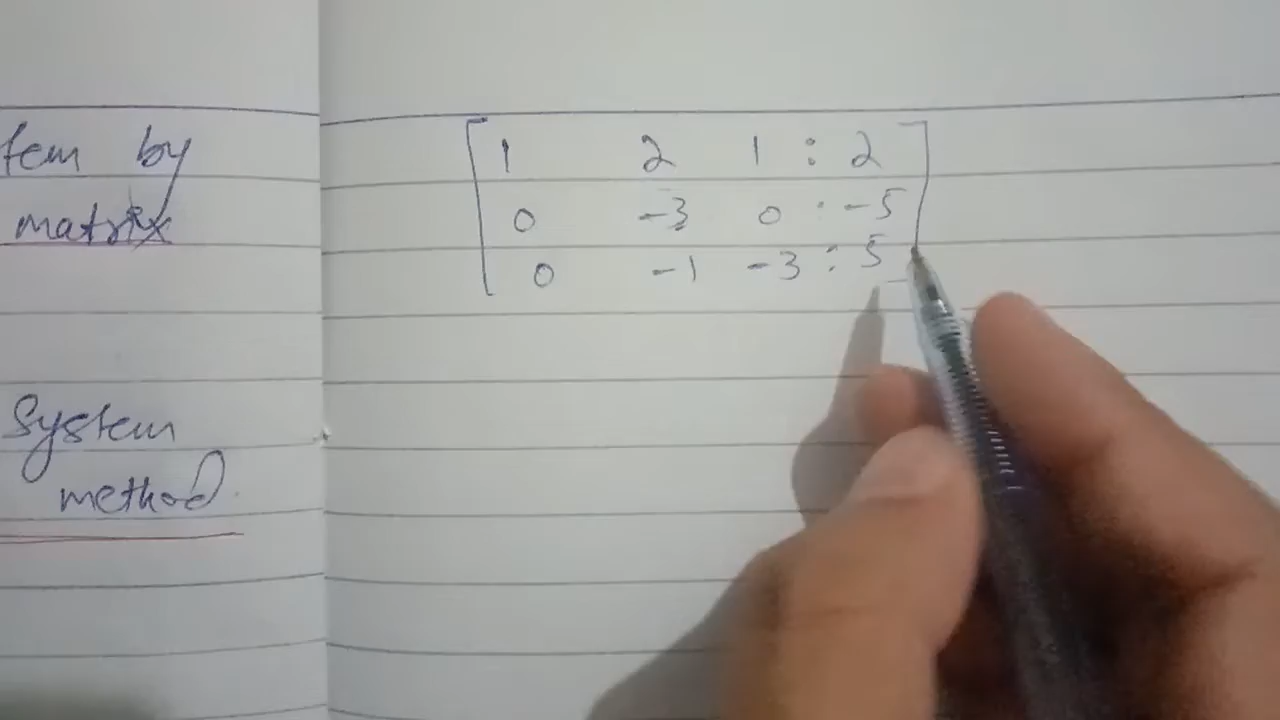 tem by
matrix
System
method.
1 2 1 : 2
0 -3 0 : -5
0 -1 -3 : 5